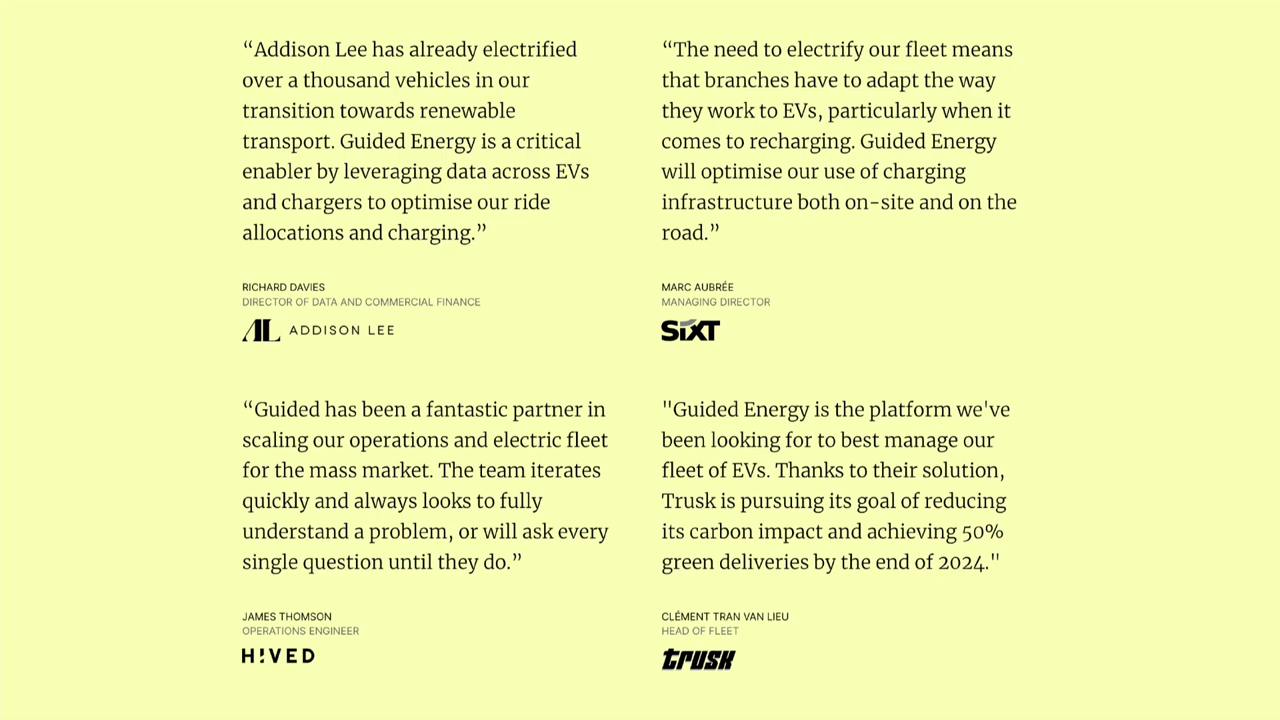 “Addison Lee has already electrified
over a thousand vehicles in our
transition towards renewable
transport. Guided Energy is a critical
enabler by leveraging data across EVs
and chargers to optimise our ride
allocations and charging.”
RICHARD DAVIES
DIRECTOR OF DATA AND COMMERCIAL FINANCE
AL ADDISON LEE
“The need to electrify our fleet means
that branches have to adapt the way
they work to EVs, particularly when it
comes to recharging. Guided Energy
will optimise our use of charging
infrastructure both on-site and on the
road.”
MARC AUBRÉE
MANAGING DIRECTOR
SiXT
“Guided has been a fantastic partner in
scaling our operations and electric fleet
for the mass market. The team iterates
quickly and always looks to fully
understand a problem, or will ask every
single question until they do.”
JAMES THOMSON
OPERATIONS ENGINEER
H!VED
"Guided Energy is the platform we've
been looking for to best manage our
fleet of EVs. Thanks to their solution,
Trusk is pursuing its goal of reducing
its carbon impact and achieving 50%
green deliveries by the end of 2024."
CLÉMENT TRAN VAN LIEU
HEAD OF FLEET
trusk